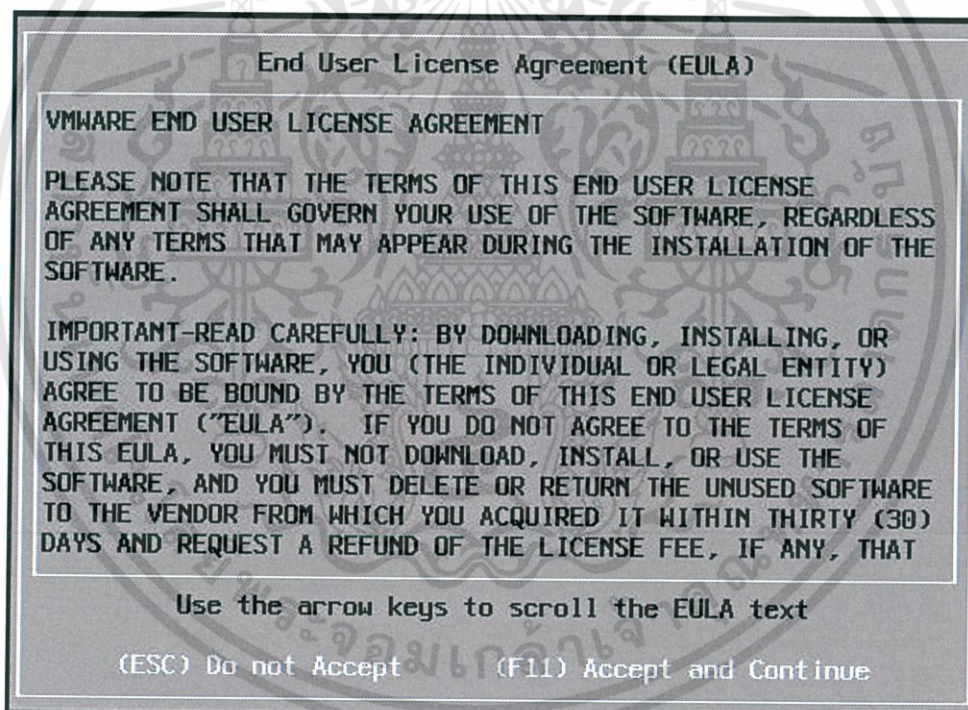 End User License Agreement (EULA)
VMWARE END USER LICENSE AGREEMENT
PLEASE NOTE THAT THE TERMS OF THIS END USER LICENSE
AGREEMENT SHALL GOVERN YOUR USE OF THE SOFTWARE, REGARDLESS
OF ANY TERMS THAT MAY APPEAR DURING THE INSTALLATION OF THE
SOFTWARE.
IMPORTANT-READ CAREFULLY: BY DOWNLOADING, INSTALLING, OR
USING THE SOFTWARE, YOU (THE INDIVIDUAL OR LEGAL ENTITY)
AGREE TO BE BOUND BY THE TERMS OF THIS END USER LICENSE
AGREEMENT ("EULA").  IF YOU DO NOT AGREE TO THE TERMS OF
THIS EULA, YOU MUST NOT DOWNLOAD, INSTALL, OR USE THE
SOFTWARE, AND YOU MUST DELETE OR RETURN THE UNUSED SOFTWARE
TO THE VENDOR FROM WHICH YOU ACQUIRED IT WITHIN THIRTY (30)
DAYS AND REQUEST A REFUND OF THE LICENSE FEE, IF ANY, THAT
Use the arrow keys to scroll the EULA text
(ESC) Do not Accept (F11) Accept and Continue